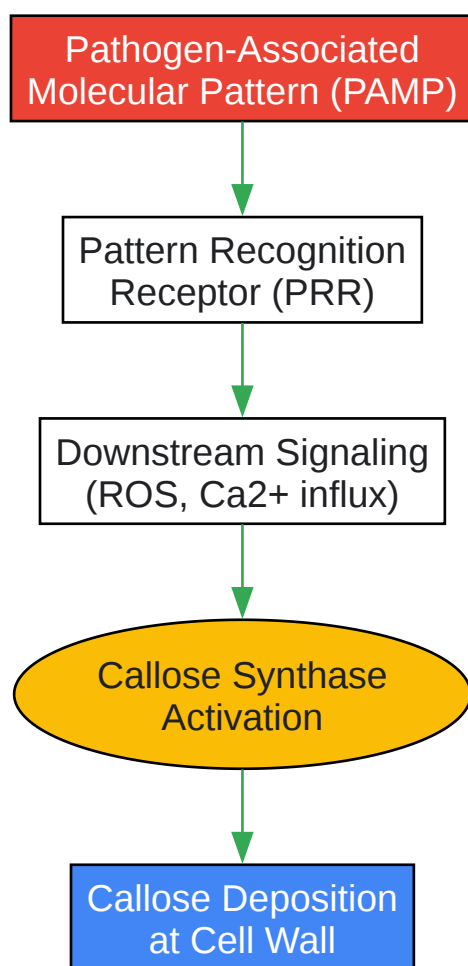 Pathogen-Associated
Molecular Pattern (PAMP)
Pattern Recognition
Receptor (PRR)
Downstream Signaling
(ROS, Ca2+ influx)
Callose Synthase
Activation
Callose Deposition
at Cell Wall